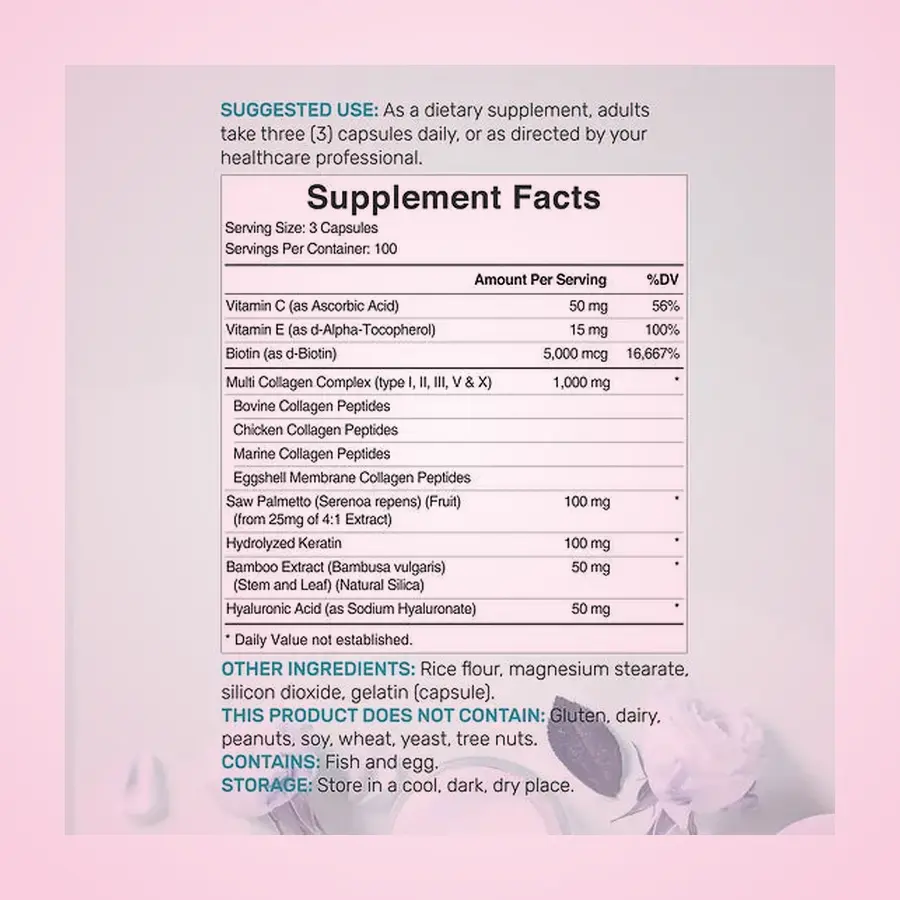 SUGGESTED USE: As a dietary supplement, adults
take three (3) capsules daily, or as directed by your
healthcare professional.
Supplement Facts
Serving Size: 3 Capsules
Servings Per Container: 100
Amount Per Serving %DV
Vitamin C (as Ascorbic Acid) 50 mg 56%
Vitamin E (as d-Alpha-Tocopherol) 15 mg 100%
Biotin (as d-Biotin) 5,000 mcg 16,667%
Multi Collagen Complex (type I, II, III, V & X) 1,000 mg *
Bovine Collagen Peptides
Chicken Collagen Peptides
Marine Collagen Peptides
Eggshell Membrane Collagen Peptides
Saw Palmetto (Serenoa repens) (Fruit) 100 mg *
(from 25mg of 4:1 Extract)
Hydrolyzed Keratin 100 mg *
Bamboo Extract (Bambusa vulgaris) 50 mg *
(Stem and Leaf) (Natural Silica)
Hyaluronic Acid (as Sodium Hyaluronate) 50 mg *
* Daily Value not established.
OTHER INGREDIENTS: Rice flour, magnesium stearate,
silicon dioxide, gelatin (capsule).
THIS PRODUCT DOES NOT CONTAIN: Gluten, dairy,
peanuts, soy, wheat, yeast, tree nuts.
CONTAINS: Fish and egg.
STORAGE: Store in a cool, dark, dry place.